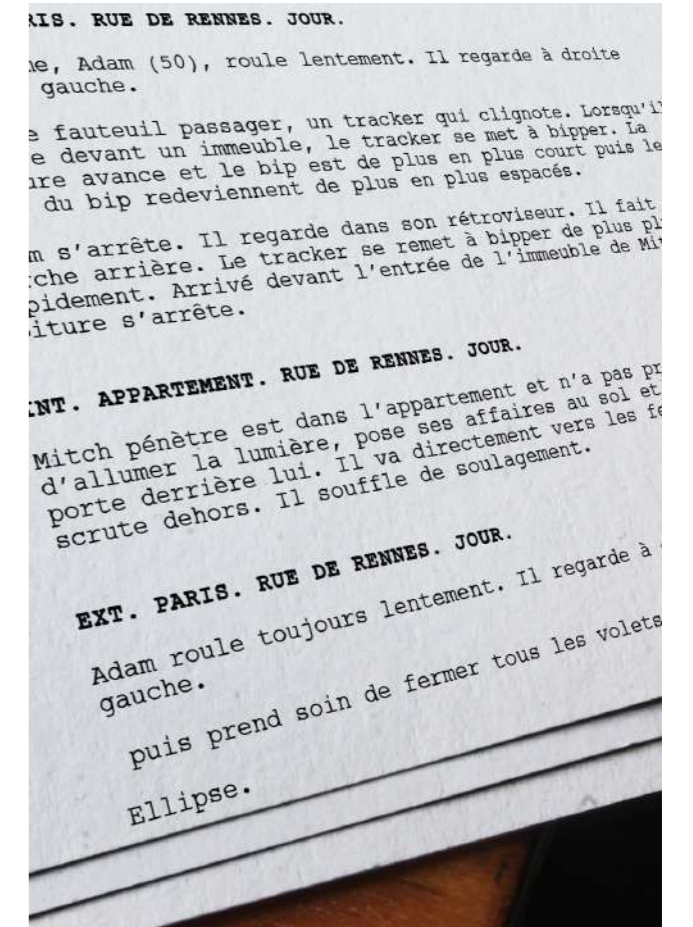 RIS. RUE DE RENNES. JOUR.
ne, Adam (50), roule lentement. Il regarde à droite
gauche.
e fauteuil passager, un tracker qui clignote. Lorsqu'il
e devant un immeuble, le tracker se met à bipper. La
ure avance et le bip est de plus en plus court puis le
du bip redeviennent de plus en plus espacés.
m s'arrête. Il regarde dans son rétroviseur. Il fait
rche arrière. Le tracker se remet à bipper de plus pl
pidement. Arrivé devant l'entrée de l'immeuble de Mit
iture s'arrête.
INT. APPARTEMENT. RUE DE RENNES. JOUR.
Mitch pénètre est dans l'appartement et n'a pas pr
d'allumer la lumière, pose ses affaires au sol et
porte derrière lui. Il va directement vers les fe
scrute dehors. Il souffle de soulagement.
EXT. PARIS. RUE DE RENNES. JOUR.
Adam roule toujours lentement. Il regarde à
gauche.
puis prend soin de fermer tous les volets
Ellipse.